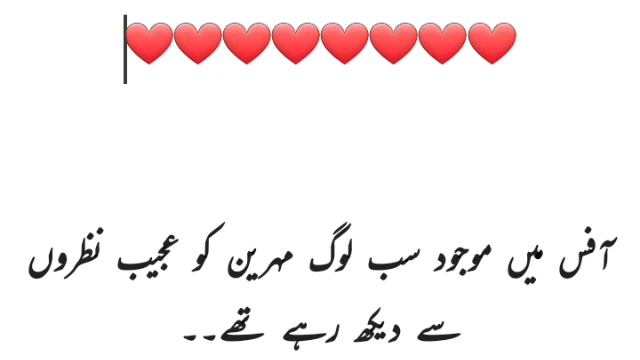 ❤️❤️❤️❤️❤️❤️❤️❤️
آفس میں موجود سب لوگ مہرین کو عجیب نظروں
سے دیکھ رہے تھے۔۔